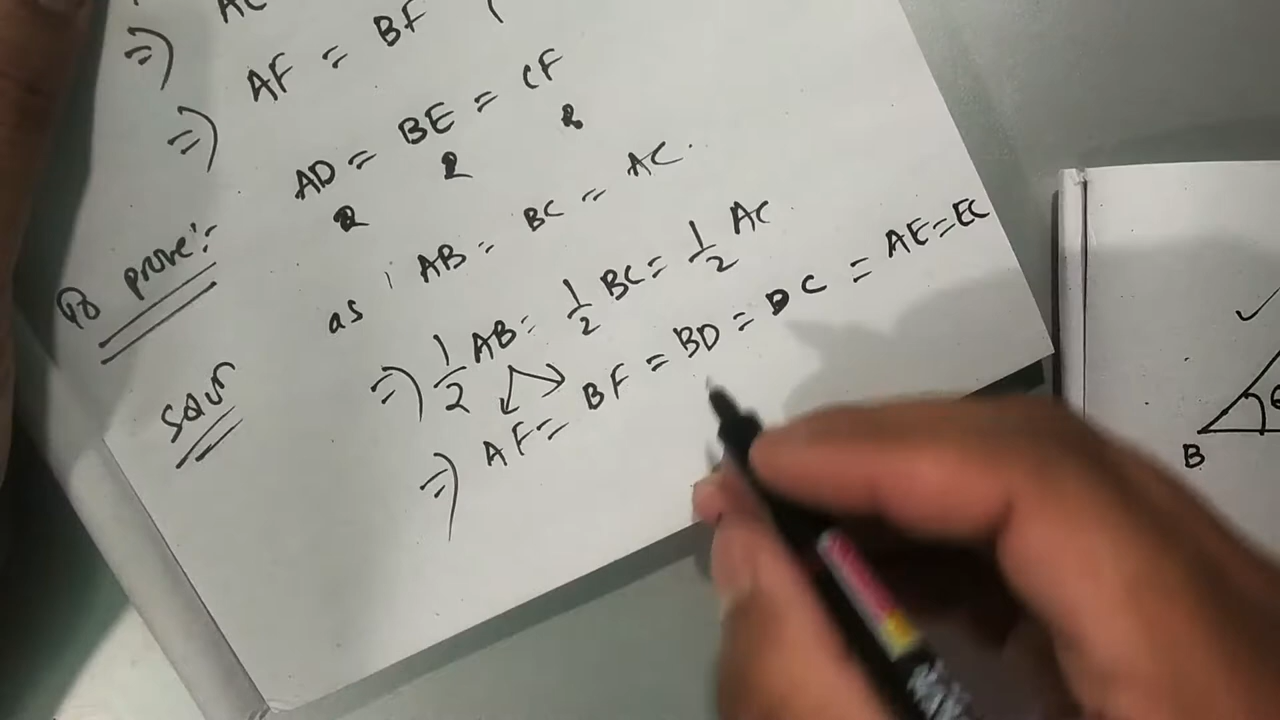 ⇒ AC
⇒ AF = BF
To prove:- AD = BE = CF
2 2 2
Soln as, AB = BC = AC.
⇒ 1/2 AB = 1/2 BC = 1/2 AC
⇒ AF = BF = BD = DC = AE = EC
B